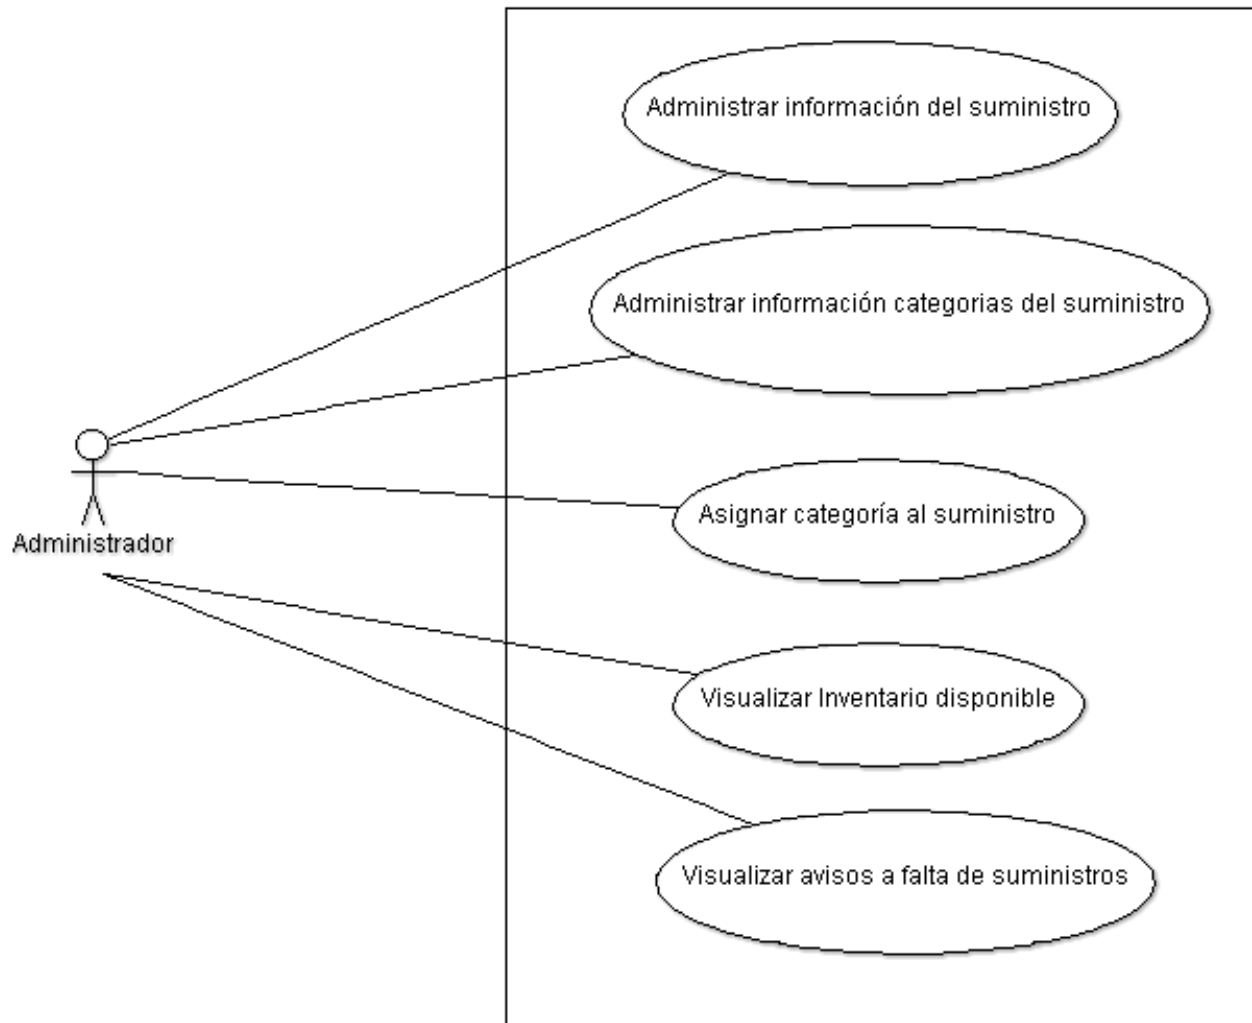 Administrar información del suministro
Administrar información categorias del suministro
Asignar categoría al suministro
Administrador
Visualizar Inventario disponible
Visualizar avisos a falta de suministros